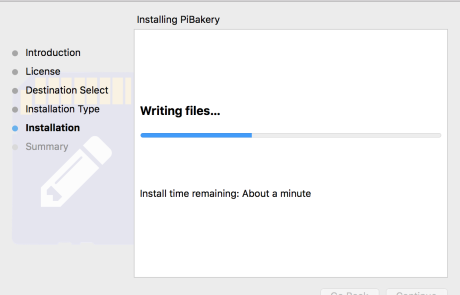 Installing PiBakery
Introduction
License
Destination Select
Installation Type
Installation
Summary
Writing files...
Install time remaining: About a minute
Go Back
Continue